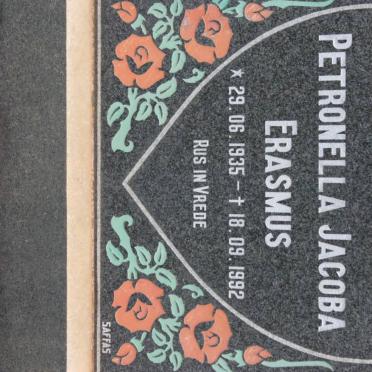 PETRONELLA JACOBA
ERASMUS
★ 29.06.1935 – † 18.09.1992
RUS IN VREDE
SAFFAS